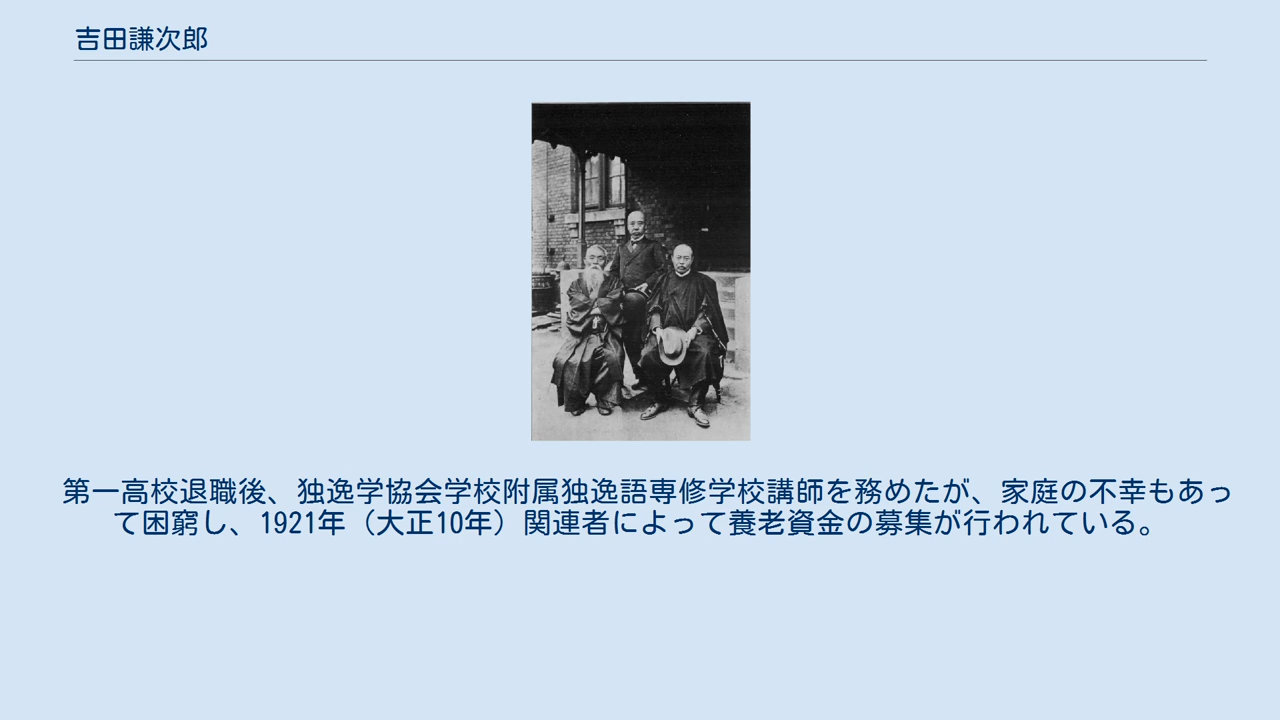 吉田謙次郎
第一高校退職後、独逸学協会学校附属独逸語専修学校講師を務めたが、家庭の不幸もあっ
て困窮し、1921年（大正10年）関連者によって養老資金の募集が行われている。